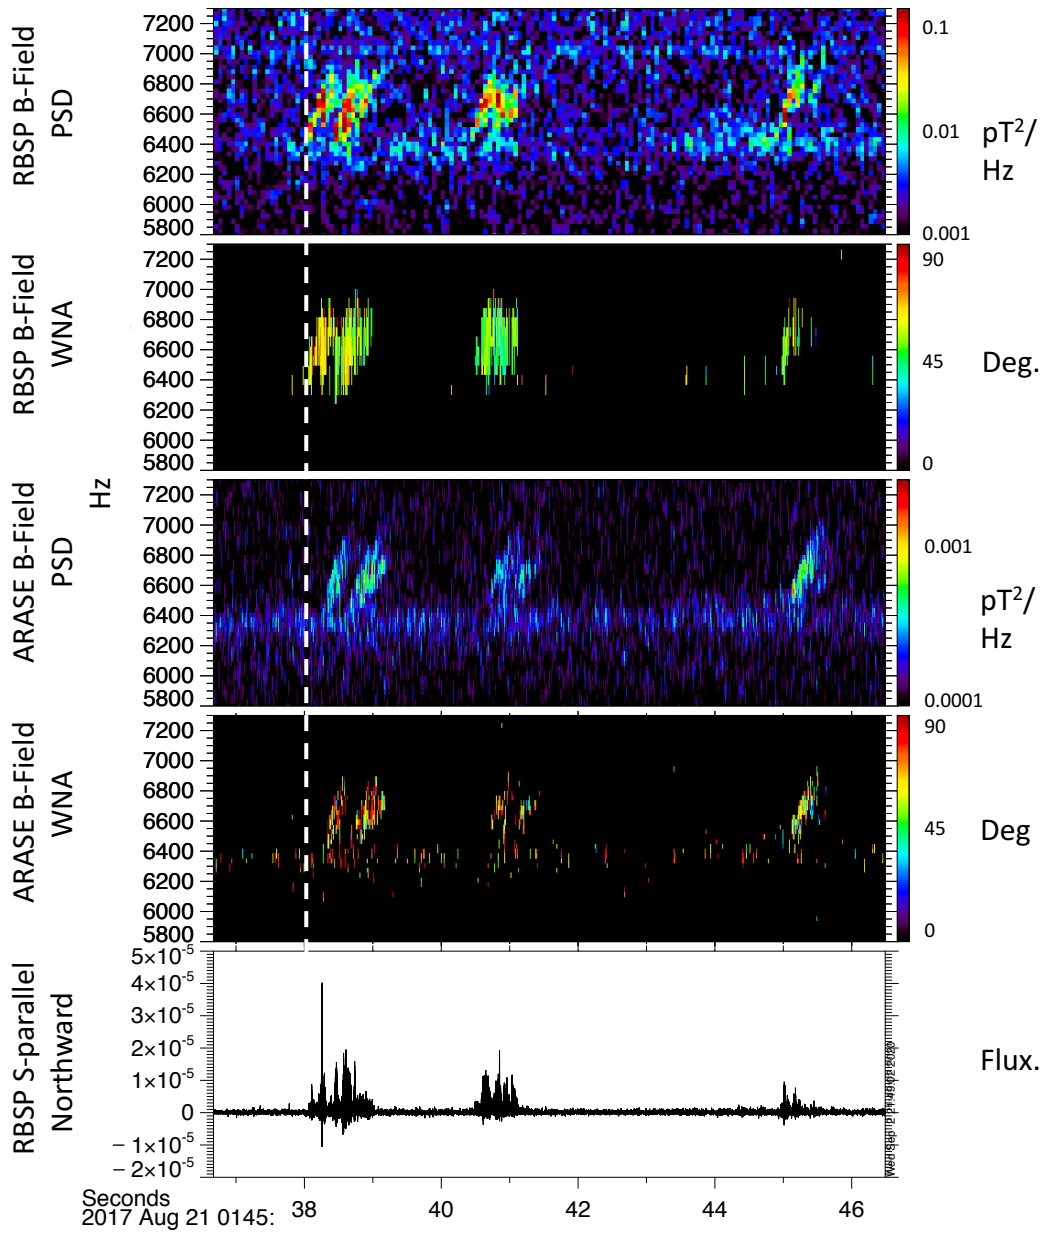 RBSP B-Field
PSD
7200
7000
6800
6600
6400
6200
6000
5800
0.1
0.01
0.001
pT²/
Hz
RBSP B-Field
WNA
7200
7000
6800
6600
6400
6200
6000
5800
90
45
0
Deg.
Hz
ARASE B-Field
PSD
7200
7000
6800
6600
6400
6200
6000
5800
0.001
0.0001
pT²/
Hz
ARASE B-Field
WNA
7200
7000
6800
6600
6400
6200
6000
5800
90
45
0
Deg
RBSP S-parallel
Northward
5×10⁻⁵
4×10⁻⁵
3×10⁻⁵
2×10⁻⁵
1×10⁻⁵
0
−1×10⁻⁵
−2×10⁻⁵
Flux.
Seconds
2017 Aug 21 0145:
38 40 42 44 46